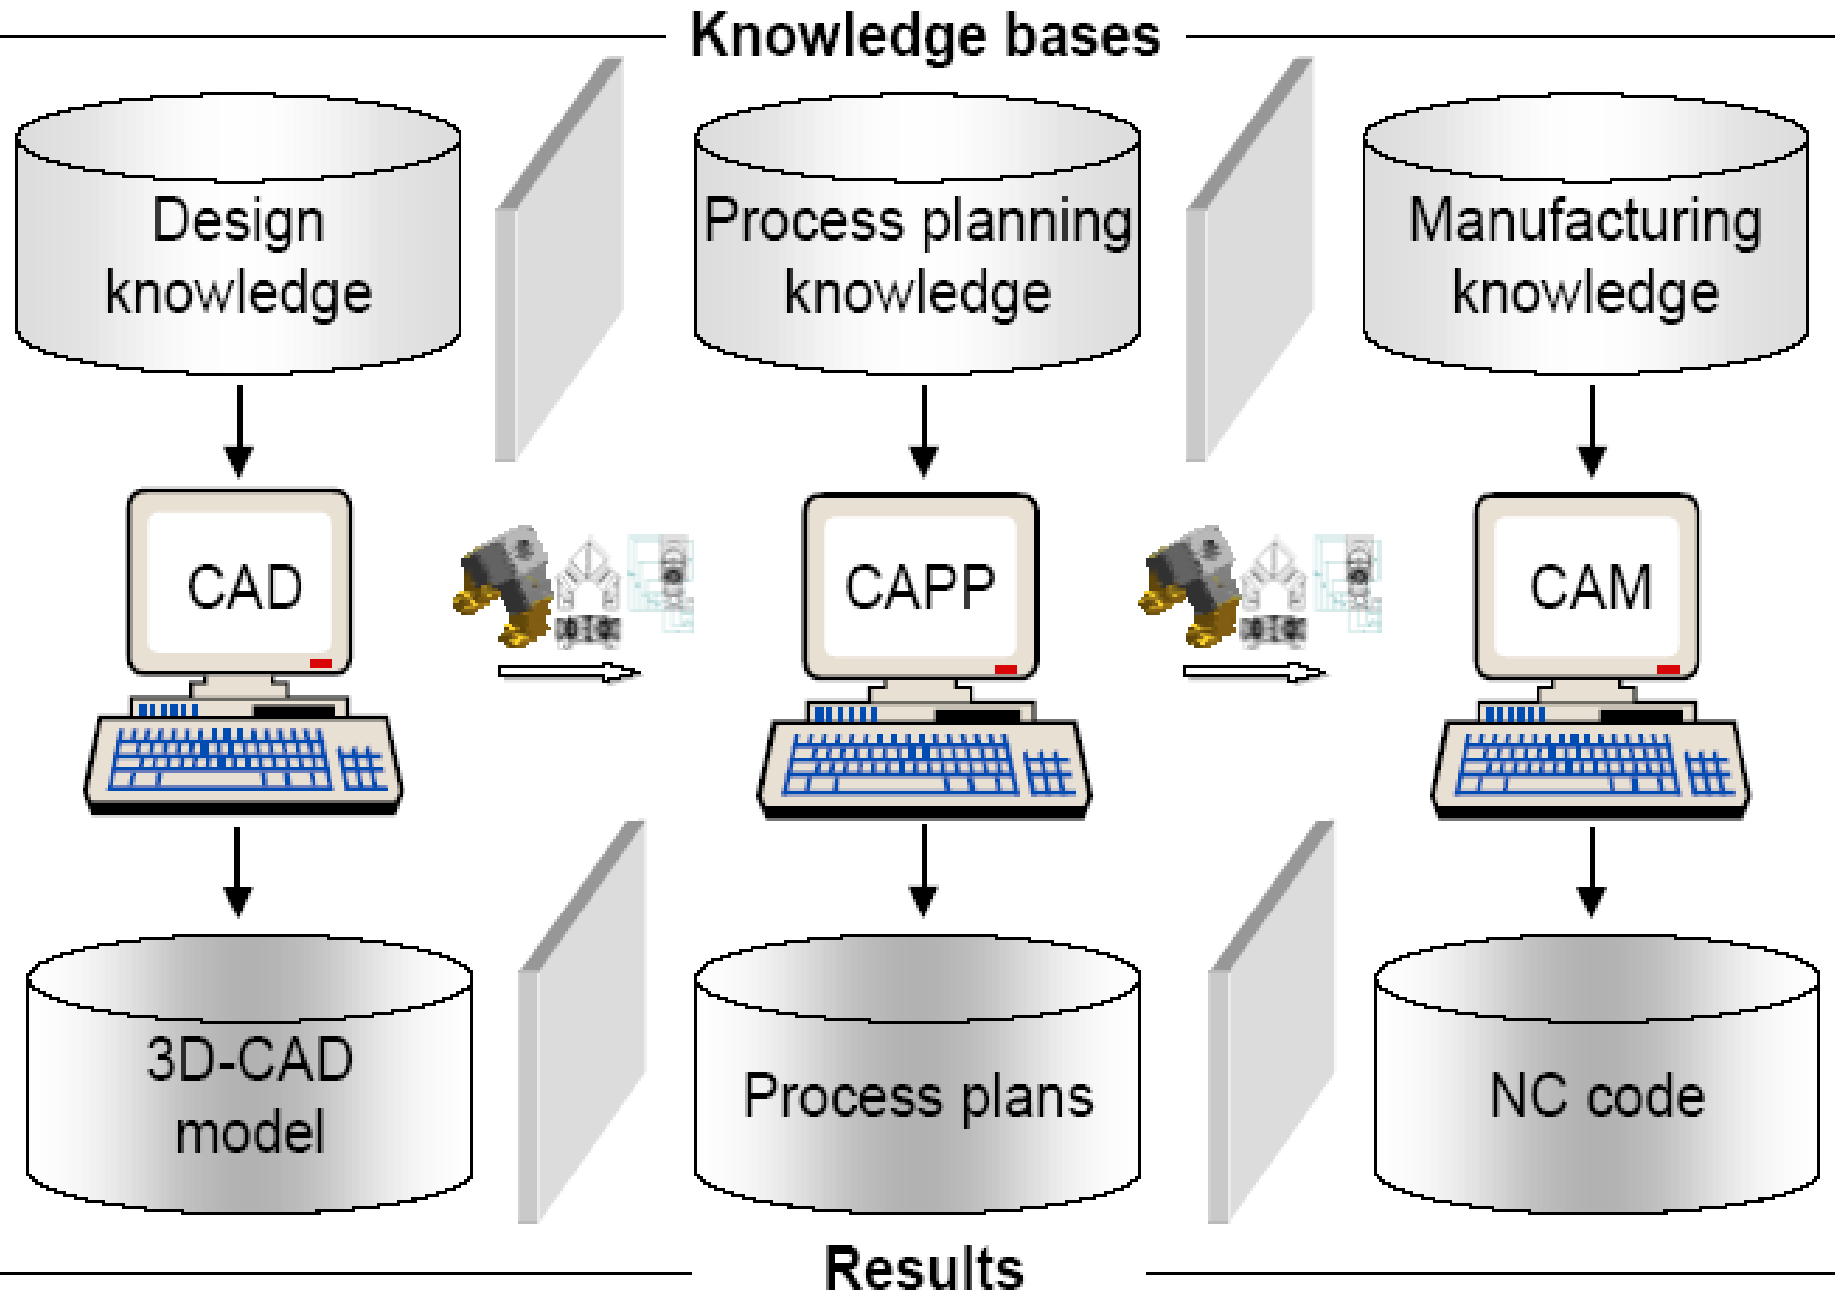 Knowledge bases
Design
knowledge
Process planning
knowledge
Manufacturing
knowledge
CAD
CAPP
CAM
3D-CAD
model
Process plans
NC code
Results